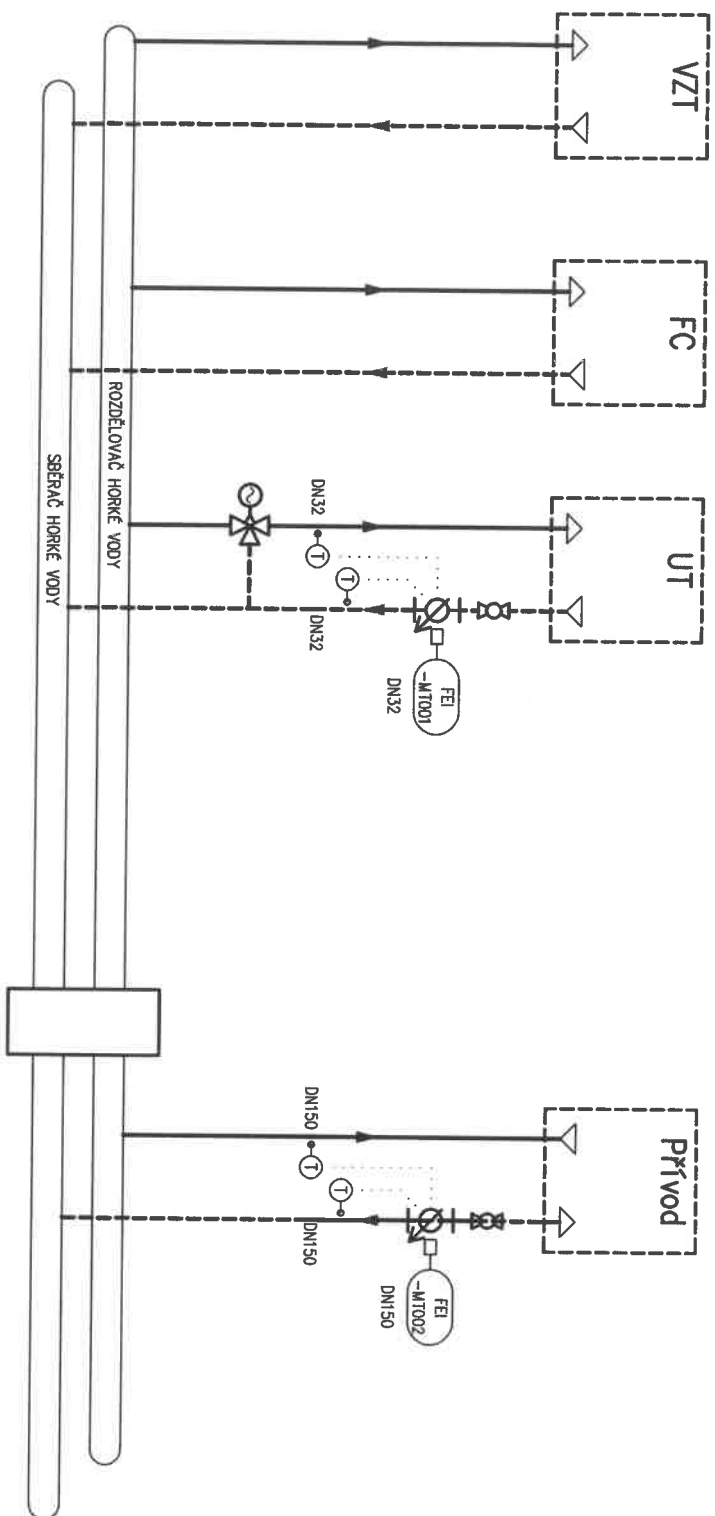 VZT
FC
UT
Přívod
FEI
-MT001
DN32
DN32
T
T
DN32
FEI
-MT002
DN150
DN150
T
T
DN150
ROZDĚLOVAČ HORKÉ VODY
SBĚRAČ HORKÉ VODY